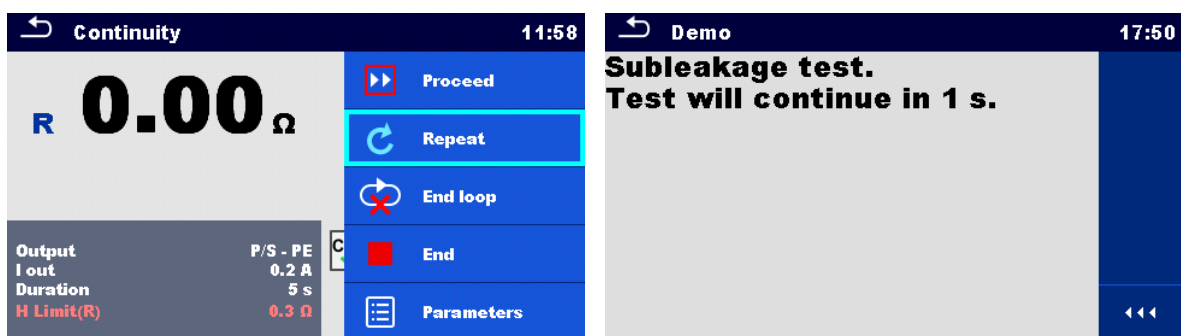 Continuity 11:58
R 0.00 Ω
Proceed
Repeat
End loop
End
Parameters
Output P/S - PE
I out 0.2 A
Duration 5 s
H Limit(R) 0.3 Ω
C
Demo 17:50
Subleakage test.
Test will continue in 1 s.